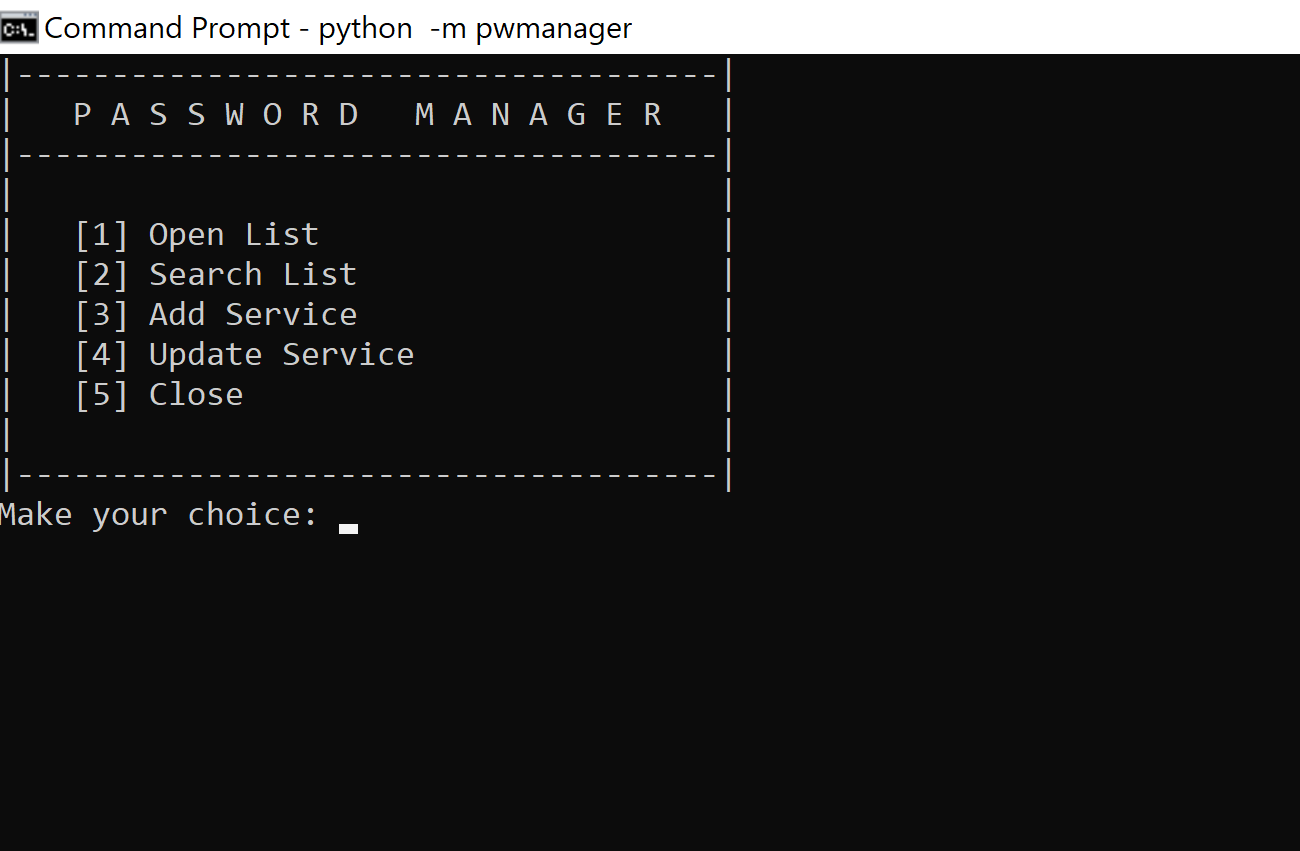 Command Prompt - python  -m pwmanager
|-------------------------------------|
|   P A S S W O R D   M A N A G E R   |
|-------------------------------------|
|                                     |
|   [1] Open List                     |
|   [2] Search List                   |
|   [3] Add Service                   |
|   [4] Update Service                |
|   [5] Close                         |
|                                     |
|-------------------------------------|
Make your choice: